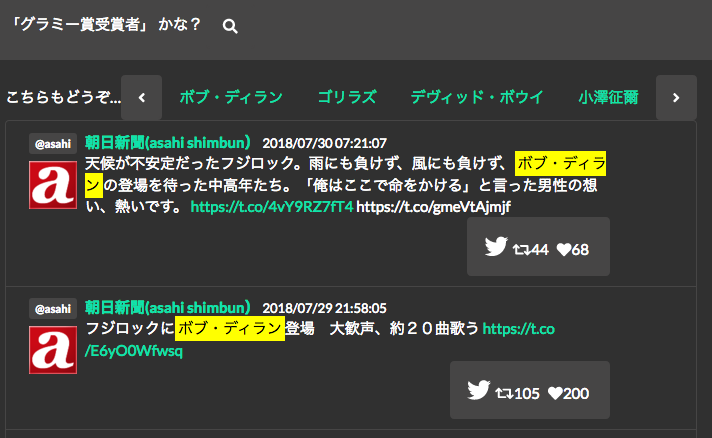 「グラミー賞受賞者」 かな？
こちらもどうぞ... ボブ・ディラン ゴリラズ デヴィッド・ボウイ 小澤征爾
@asahi 朝日新聞(asahi shimbun） 2018/07/30 07:21:07
天候が不安定だったフジロック。雨にも負けず、風にも負けず、ボブ・ディラ
ンの登場を待った中高年たち。「俺はここで命をかける」と言った男性の想
い、熱いです。 https://t.co/4vY9RZ7fT4 https://t.co/gmeVtAjmjf
44 68
@asahi 朝日新聞(asahi shimbun） 2018/07/29 21:58:05
フジロックにボブ・ディラン登場　大歓声、約２０曲歌う https://t.co
/E6yO0Wfwsq
105 200